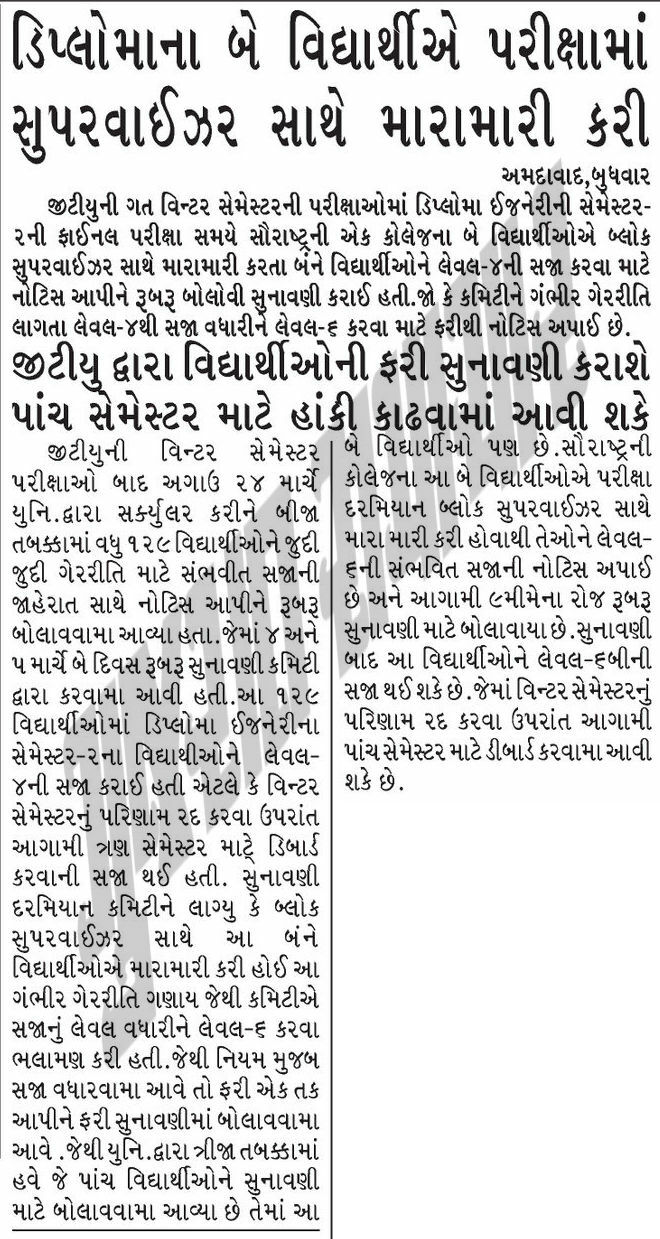 ડિપ્લોમાના બે વિદ્યાર્થીએ પરીક્ષામાં
સુપરવાઈઝર સાથે મારામારી કરી
અમદાવાદ,બુધવાર
જીટીયુની ગત વિન્ટર સેમેસ્ટરની પરીક્ષાઓમાં ડિપ્લોમા ઈજનેરીની સેમેસ્ટર-
૨ની ફાઈનલ પરીક્ષા સમયે સૌરાષ્ટ્રની એક કોલેજના બે વિદ્યાર્થીઓએ બ્લોક
સુપરવાઈઝર સાથે મારામારી કરતા બંને વિદ્યાર્થીઓને લેવલ-૪ની સજા કરવા માટે
નોટિસ આપીને રૂબરૂ બોલોવી સુનાવણી કરાઈ હતી.જો કે કમિટીને ગંભીર ગેરરીતિ
લાગતા લેવલ-૪થી સજા વધારીને લેવલ-૬ કરવા માટે ફરીથી નોટિસ અપાઈ છે.
જીટીયુ દ્વારા વિદ્યાર્થીઓની ફરી સુનાવણી કરાશે
પાંચ સેમેસ્ટર માટે હાંકી કાઢવામાં આવી શકે
જીટીયુની વિન્ટર સેમેસ્ટર
પરીક્ષાઓ બાદ અગાઉ ૨૪ માર્ચે
યુનિ.દ્વારા સર્ક્યુલર કરીને બીજા
તબક્કામાં વધુ ૧૨૯ વિદ્યાર્થીઓને જુદી
જુદી ગેરરીતિ માટે સંભવીત સજાની
જાહેરાત સાથે નોટિસ આપીને રૂબરૂ
બોલાવવામા આવ્યા હતા.જેમાં ૪ અને
૫ માર્ચે બે દિવસ રૂબરૂ સુનાવણી કમિટી
દ્વારા કરવામા આવી હતી.આ ૧૨૯
વિદ્યાર્થીઓમાં ડિપ્લોમા ઈજનેરીના
સેમેસ્ટર-૨ના વિદ્યાથીઓને લેવલ-
૪ની સજા કરાઈ હતી એટલે કે વિન્ટર
સેમેસ્ટરનું પરિણામ રદ કરવા ઉપરાંત
આગામી ત્રણ સેમેસ્ટર માટે ડિબાર્ડ
કરવાની સજા થઈ હતી. સુનાવણી
દરમિયાન કમિટીને લાગ્યુ કે બ્લોક
સુપરવાઈઝર સાથે આ બંને
વિદ્યાર્થીઓએ મારામારી કરી હોઈ આ
ગંભીર ગેરરીતિ ગણાય જેથી કમિટીએ
સજાનું લેવલ વધારીને લેવલ-૬ કરવા
ભલામણ કરી હતી.જેથી નિયમ મુજબ
સજા વધારવામા આવે તો ફરી એક તક
આપીને ફરી સુનાવણીમાં બોલાવવામા
આવે .જેથી યુનિ.દ્વારા ત્રીજા તબક્કામાં
હવે જે પાંચ વિદ્યાર્થીઓને સુનાવણી
માટે બોલાવવામા આવ્યા છે તેમાં આ
બે વિદ્યાર્થીઓ પણ છે.સૌરાષ્ટ્રની
કોલેજના આ બે વિદ્યાર્થીઓએ પરીક્ષા
દરમિયાન બ્લોક સુપરવાઈઝર સાથે
મારા મારી કરી હોવાથી તેઓને લેવલ-
૬ની સંભવિત સજાની નોટિસ અપાઈ
છે અને આગામી ૯મીમેના રોજ રૂબરૂ
સુનાવણી માટે બોલાવાયા છે.સુનાવણી
બાદ આ વિદ્યાર્થીઓને લેવલ-૬બીની
સજા થઈ શકે છે.જેમાં વિન્ટર સેમેસ્ટરનું
પરિણામ રદ કરવા ઉપરાંત આગામી
પાંચ સેમેસ્ટર માટે ડીબાર્ડ કરવામા આવી
શકે છે.